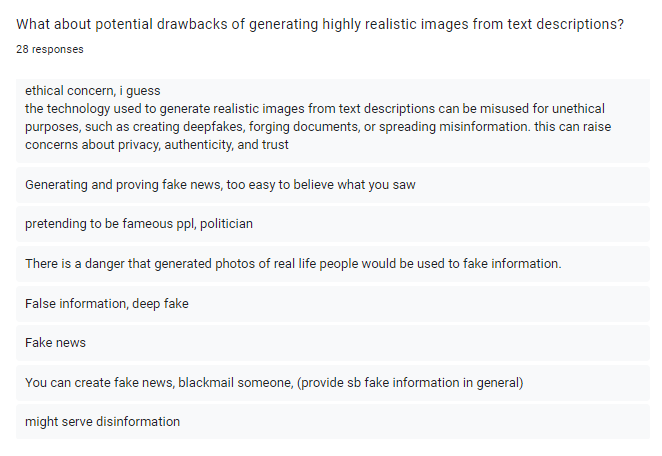 What about potential drawbacks of generating highly realistic images from text descriptions?
28 responses
ethical concern, i guess
the technology used to generate realistic images from text descriptions can be misused for unethical
purposes, such as creating deepfakes, forging documents, or spreading misinformation. this can raise
concerns about privacy, authenticity, and trust
Generating and proving fake news, too easy to believe what you saw
pretending to be fameous ppl, politician
There is a danger that generated photos of real life people would be used to fake information.
False information, deep fake
Fake news
You can create fake news, blackmail someone, (provide sb fake information in general)
might serve disinformation